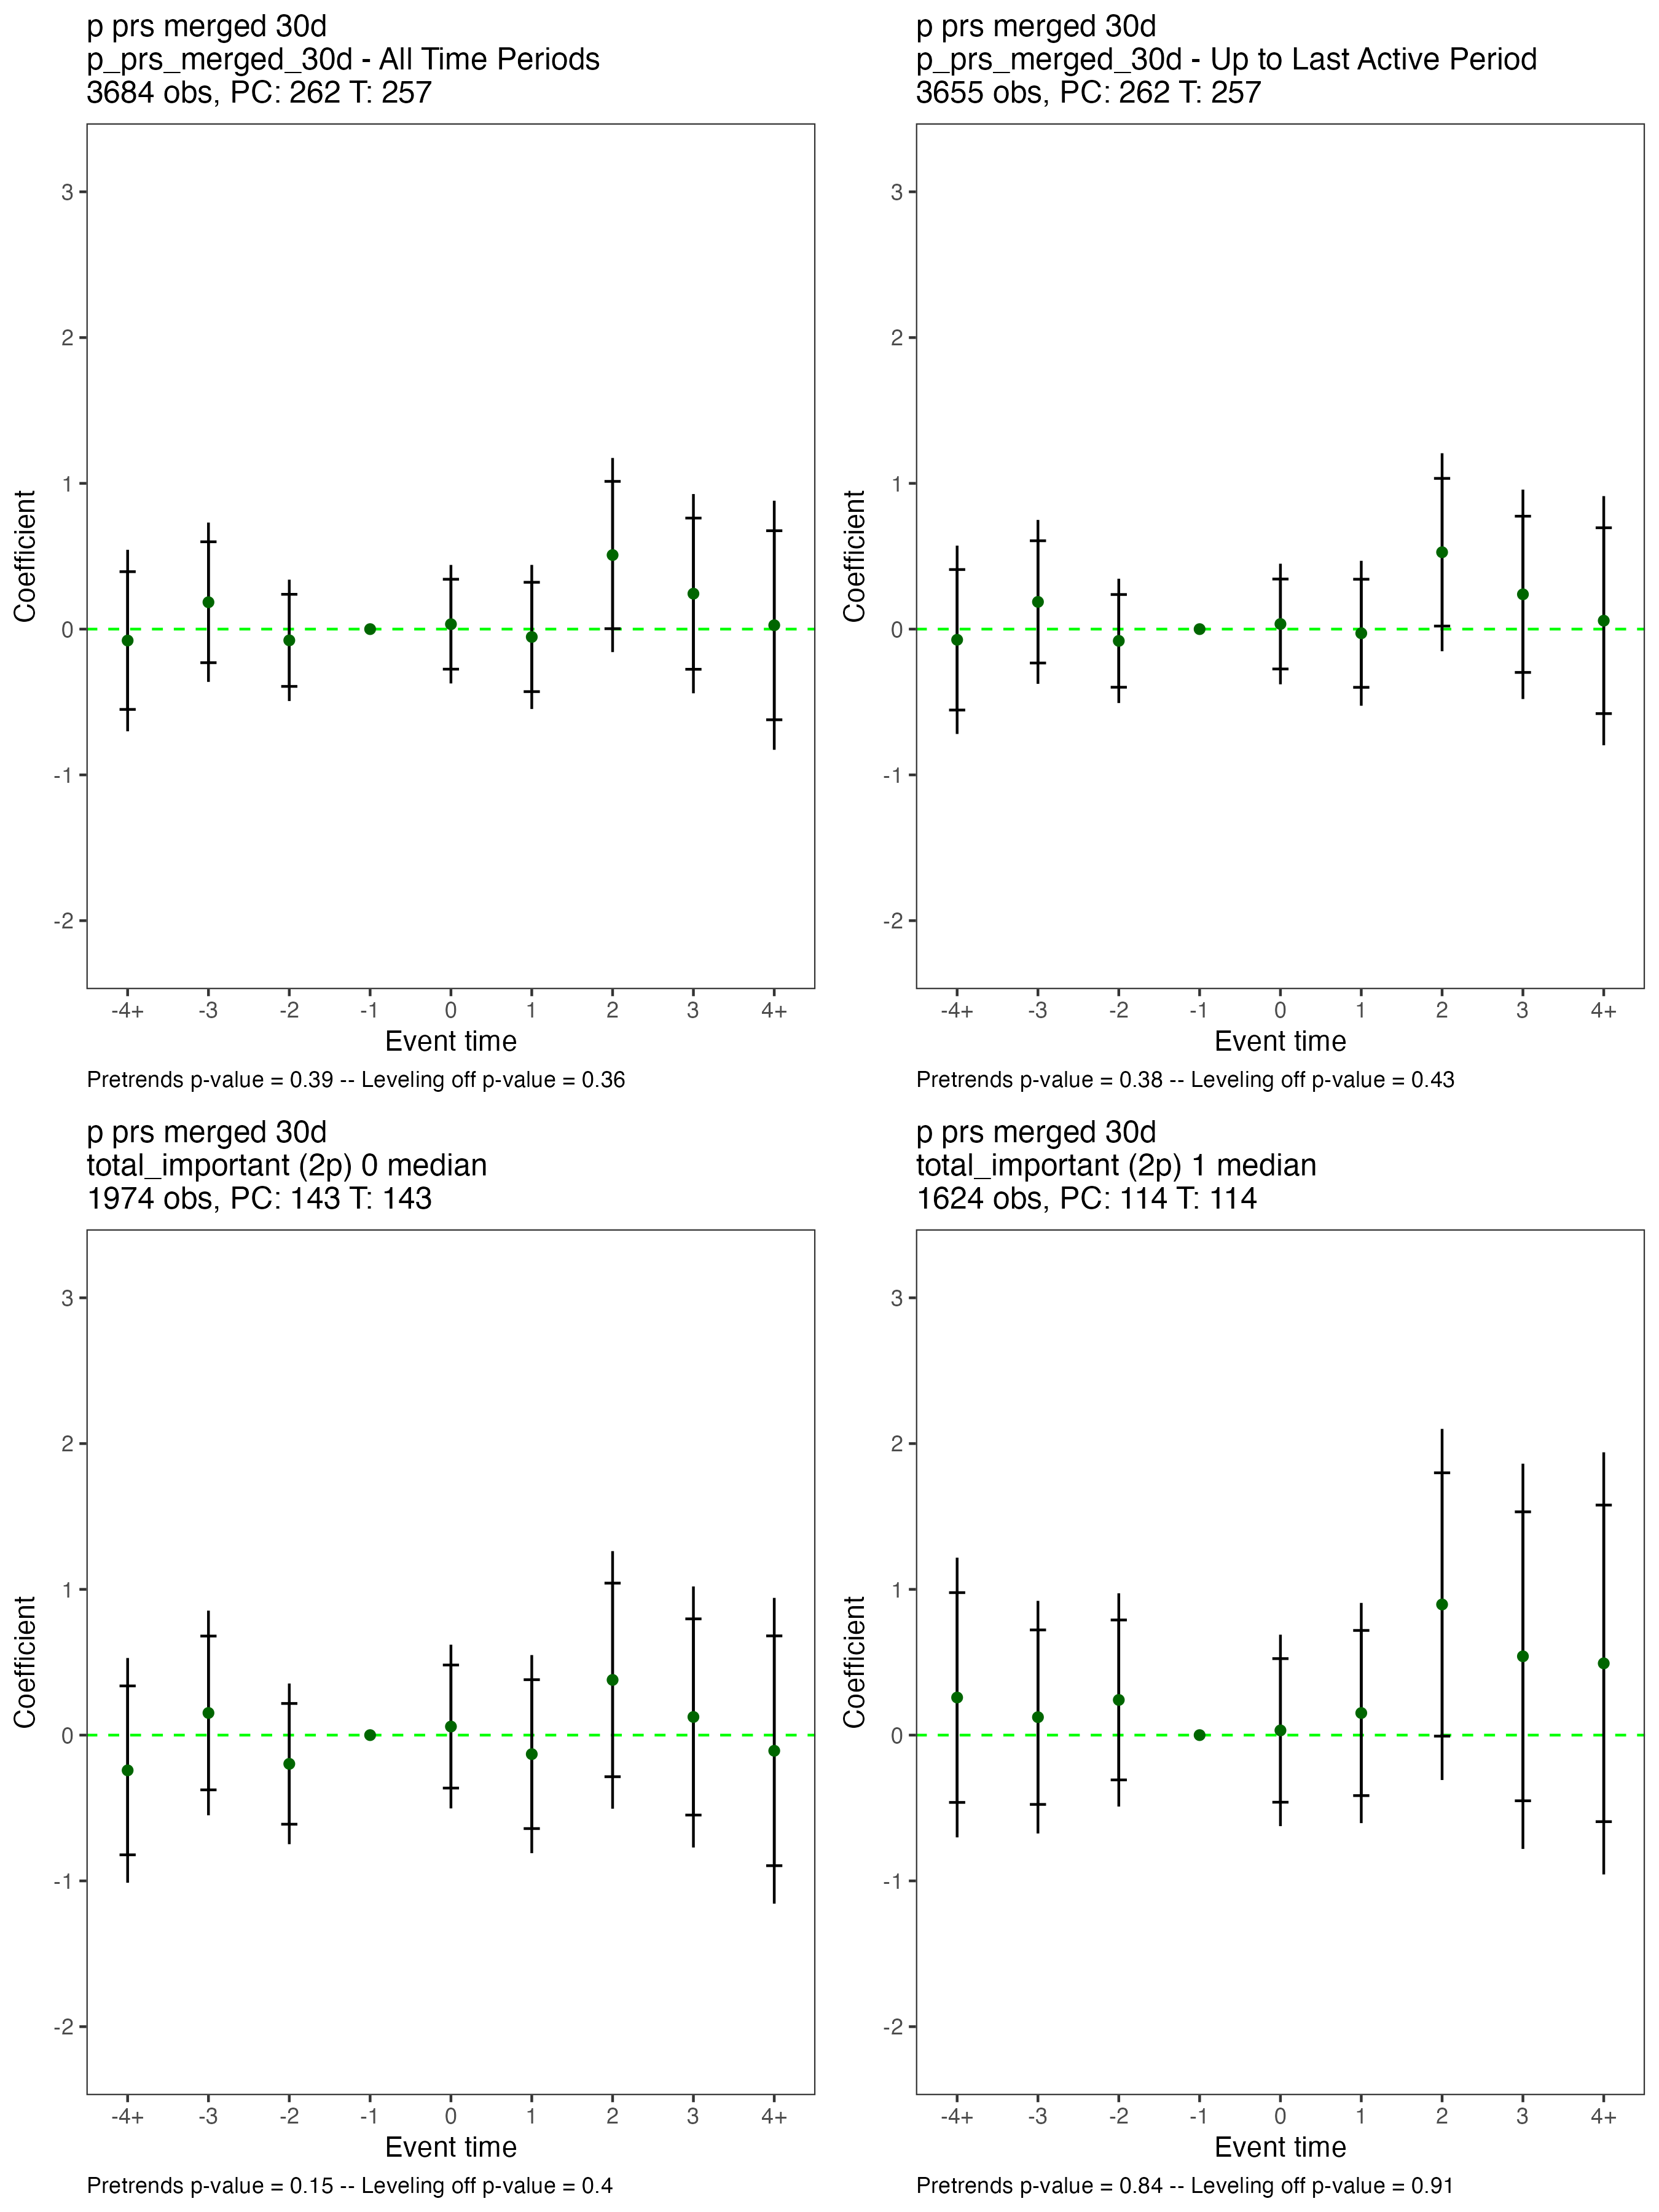 p prs merged 30d
p_prs_merged_30d - All Time Periods
3684 obs, PC: 262 T: 257
3
2
1
0
-1
-2
Coefficient
-4+ -3 -2 -1 0 1 2 3 4+
Event time
Pretrends p-value = 0.39 -- Leveling off p-value = 0.36
p prs merged 30d
p_prs_merged_30d - Up to Last Active Period
3655 obs, PC: 262 T: 257
3
2
1
0
-1
-2
Coefficient
-4+ -3 -2 -1 0 1 2 3 4+
Event time
Pretrends p-value = 0.38 -- Leveling off p-value = 0.43
p prs merged 30d
total_important (2p) 0 median
1974 obs, PC: 143 T: 143
3
2
1
0
-1
-2
Coefficient
-4+ -3 -2 -1 0 1 2 3 4+
Event time
Pretrends p-value = 0.15 -- Leveling off p-value = 0.4
p prs merged 30d
total_important (2p) 1 median
1624 obs, PC: 114 T: 114
3
2
1
0
-1
-2
Coefficient
-4+ -3 -2 -1 0 1 2 3 4+
Event time
Pretrends p-value = 0.84 -- Leveling off p-value = 0.91